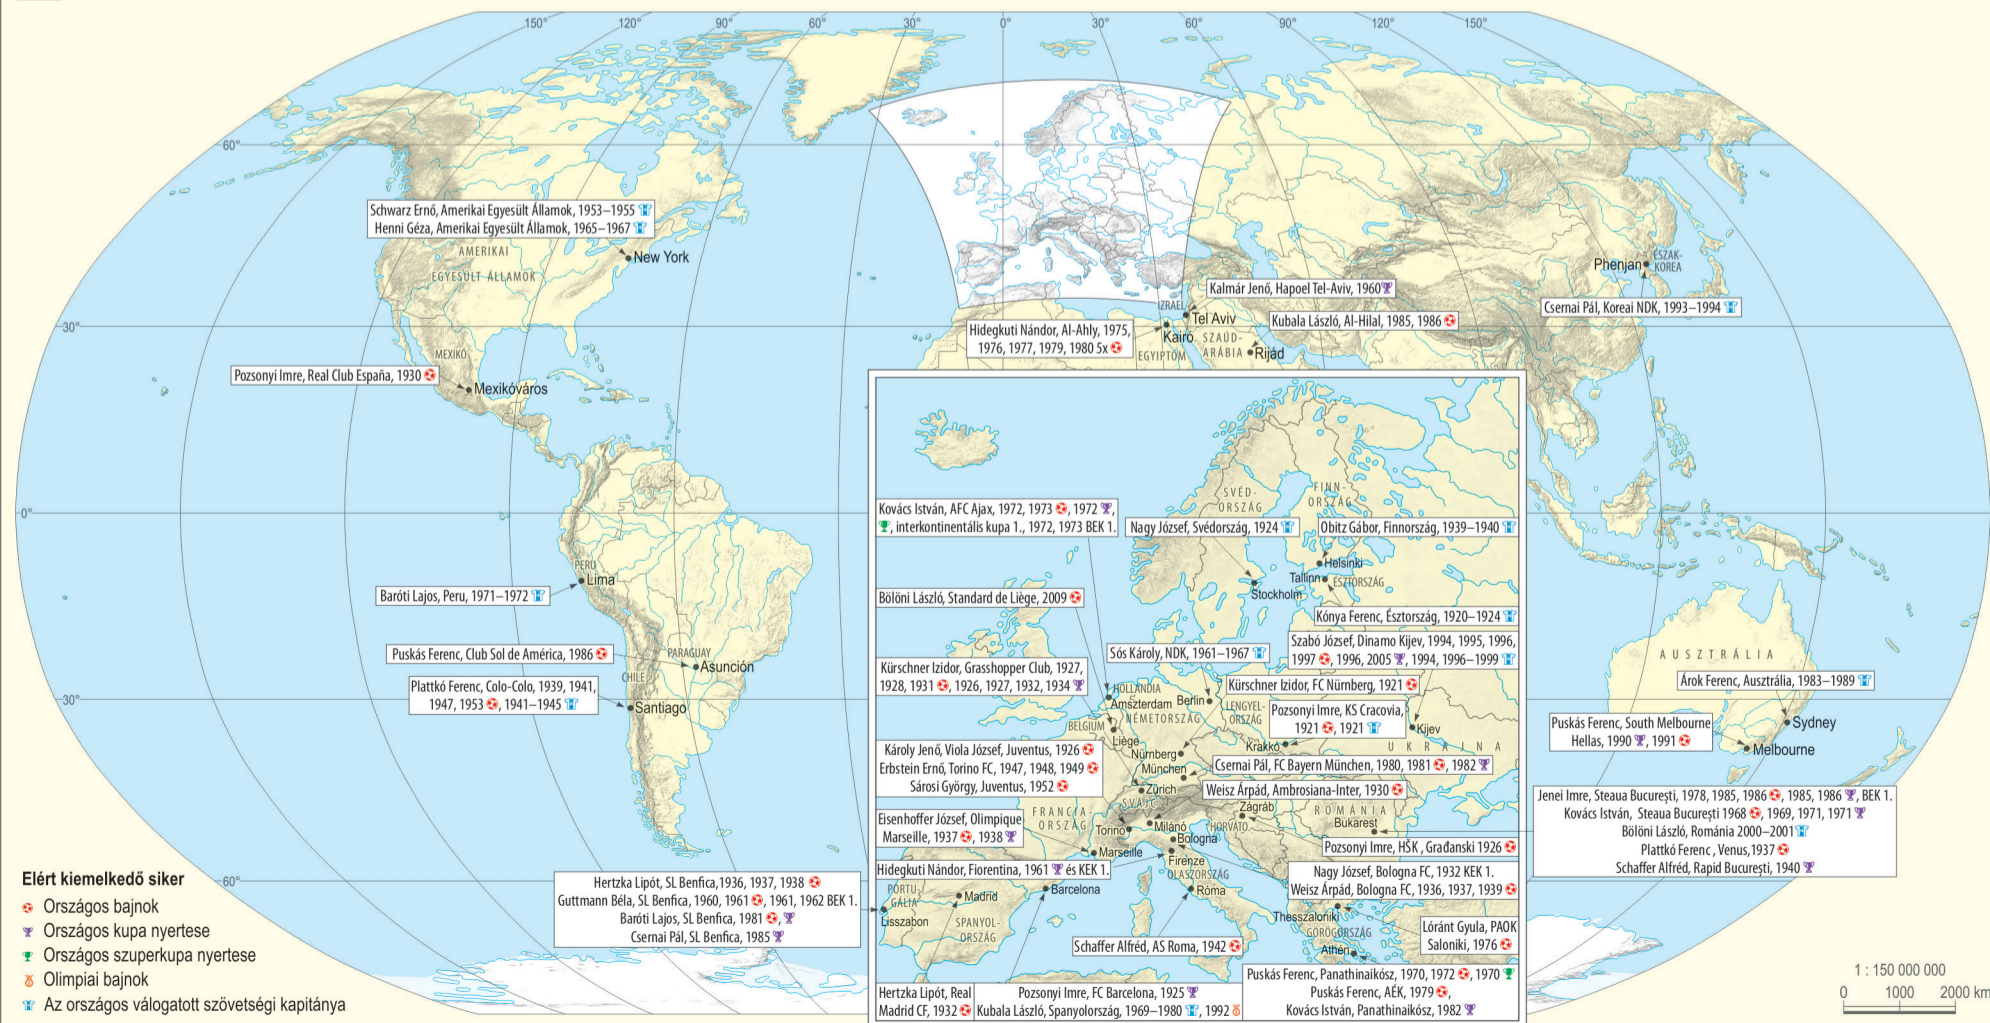 150° 120° 90° 60° 30° 0° 30° 60° 90° 120° 150°
60°
Schwarz Ernő, Amerikai Egyesült Államok, 1953–1955
Henni Géza, Amerikai Egyesült Államok, 1965–1967
AMERIKAI
EGYESÜLT ÁLLAMOK
New York
Phenjan
ÉSZAK-
KOREA
Csernai Pál, Koreai NDK, 1993–1994
Kalmár Jenő, Hapoel Tel-Aviv, 1960
IZRAEL
Tel Aviv
Kubala László, Al-Hilal, 1985, 1986
Hidegkuti Nándor, Al-Ahly, 1975,
1976, 1977, 1979, 1980 5x
Kairó
EGYIPTOM
SZAÚD-
ARÁBIA
Rijád
30°
MEXIKÓ
Pozsonyi Imre, Real Club España, 1930
Mexikóváros
0°
PERU
Lima
Baróti Lajos, Peru, 1971–1972
Puskás Ferenc, Club Sol de América, 1986
PARAGUAY
Asunción
CHILE
Plattkó Ferenc, Colo-Colo, 1939, 1941,
1947, 1953, 1941–1945
Santiago
30°
60°
SVÉD-
ORSZÁG
FINN-
ORSZÁG
Kovács István, AFC Ajax, 1972, 1973, 1972,
, interkontinentális kupa 1., 1972, 1973 BEK 1.
Nagy József, Svédország, 1924
Obitz Gábor, Finnország, 1939–1940
Helsinki
Tallinn
ÉSZTORSZÁG
Stockholm
Bölöni László, Standard de Liège, 2009
Kónya Ferenc, Észtország, 1920–1924
Sós Károly, NDK, 1961–1967
Szabó József, Dinamo Kijev, 1994, 1995, 1996,
1997, 1996, 2005, 1994, 1996–1999
Kürschner Izidor, Grasshopper Club, 1927,
1928, 1931, 1926, 1927, 1932, 1934
HOLLANDIA
Amszterdam
Berlin
Kürschner Izidor, FC Nürnberg, 1921
NÉMETORSZÁG
LENGYEL-
ORSZÁG
Pozsonyi Imre, KS Cracovia,
1921, 1921
BELGIUM
Liège
Kijev
UKRAJNA
Krakkó
Nürnberg
München
Károly Jenő, Viola József, Juventus, 1926
Erbstein Ernő, Torino FC, 1947, 1948, 1949
Sárosi György, Juventus, 1952
Csernai Pál, FC Bayern München, 1980, 1981, 1982
Zürich
SVÁJC
Weisz Árpád, Ambrosiana-Inter, 1930
Zágráb
ROMÁNIA
Bukarest
HORVÁTO.
FRANCIA-
ORSZÁG
Eisenhoffer József, Olimpique
Marseille, 1937, 1938
Torino
Milánó
Bologna
Marseille
Pozsonyi Imre, HŠK, Građanski 1926
Hidegkuti Nándor, Fiorentina, 1961 és KEK 1.
Firenze
OLASZORSZÁG
Nagy József, Bologna FC, 1932 KEK 1.
Weisz Árpád, Bologna FC, 1936, 1937, 1939
Róma
PORTU-
GÁLIA
Madrid
Barcelona
Lisszabon
SPANYOL-
ORSZÁG
Thesszaloniki
GÖRÖGORSZÁG
Athén
Lóránt Gyula, PAOK
Saloniki, 1976
Schaffer Alfréd, AS Roma, 1942
Puskás Ferenc, Panathinaikósz, 1970, 1972, 1970
Puskás Ferenc, AÉK, 1979,
Kovács István, Panathinaikósz, 1982
Hertzka Lipót, Real
Madrid CF, 1932
Pozsonyi Imre, FC Barcelona, 1925
Kubala László, Spanyolország, 1969–1980, 1992
Hertzka Lipót, SL Benfica,1936, 1937, 1938
Guttmann Béla, SL Benfica, 1960, 1961, 1961, 1962 BEK 1.
Baróti Lajos, SL Benfica, 1981,
Csernai Pál, SL Benfica, 1985
AUSZTRÁLIA
Árok Ferenc, Ausztrália, 1983–1989
Puskás Ferenc, South Melbourne
Hellas, 1990, 1991
Sydney
Melbourne
Jenei Imre, Steaua București, 1978, 1985, 1986, 1985, 1986, BEK 1.
Kovács István, Steaua București 1968, 1969, 1971, 1971
Bölöni László, Románia 2000–2001
Plattkó Ferenc , Venus,1937
Schaffer Alfréd, Rapid București, 1940
Elért kiemelkedő siker
Országos bajnok
Országos kupa nyertese
Országos szuperkupa nyertese
Olimpiai bajnok
Az országos válogatott szövetségi kapitánya
1 : 150 000 000
0 1000 2000 km